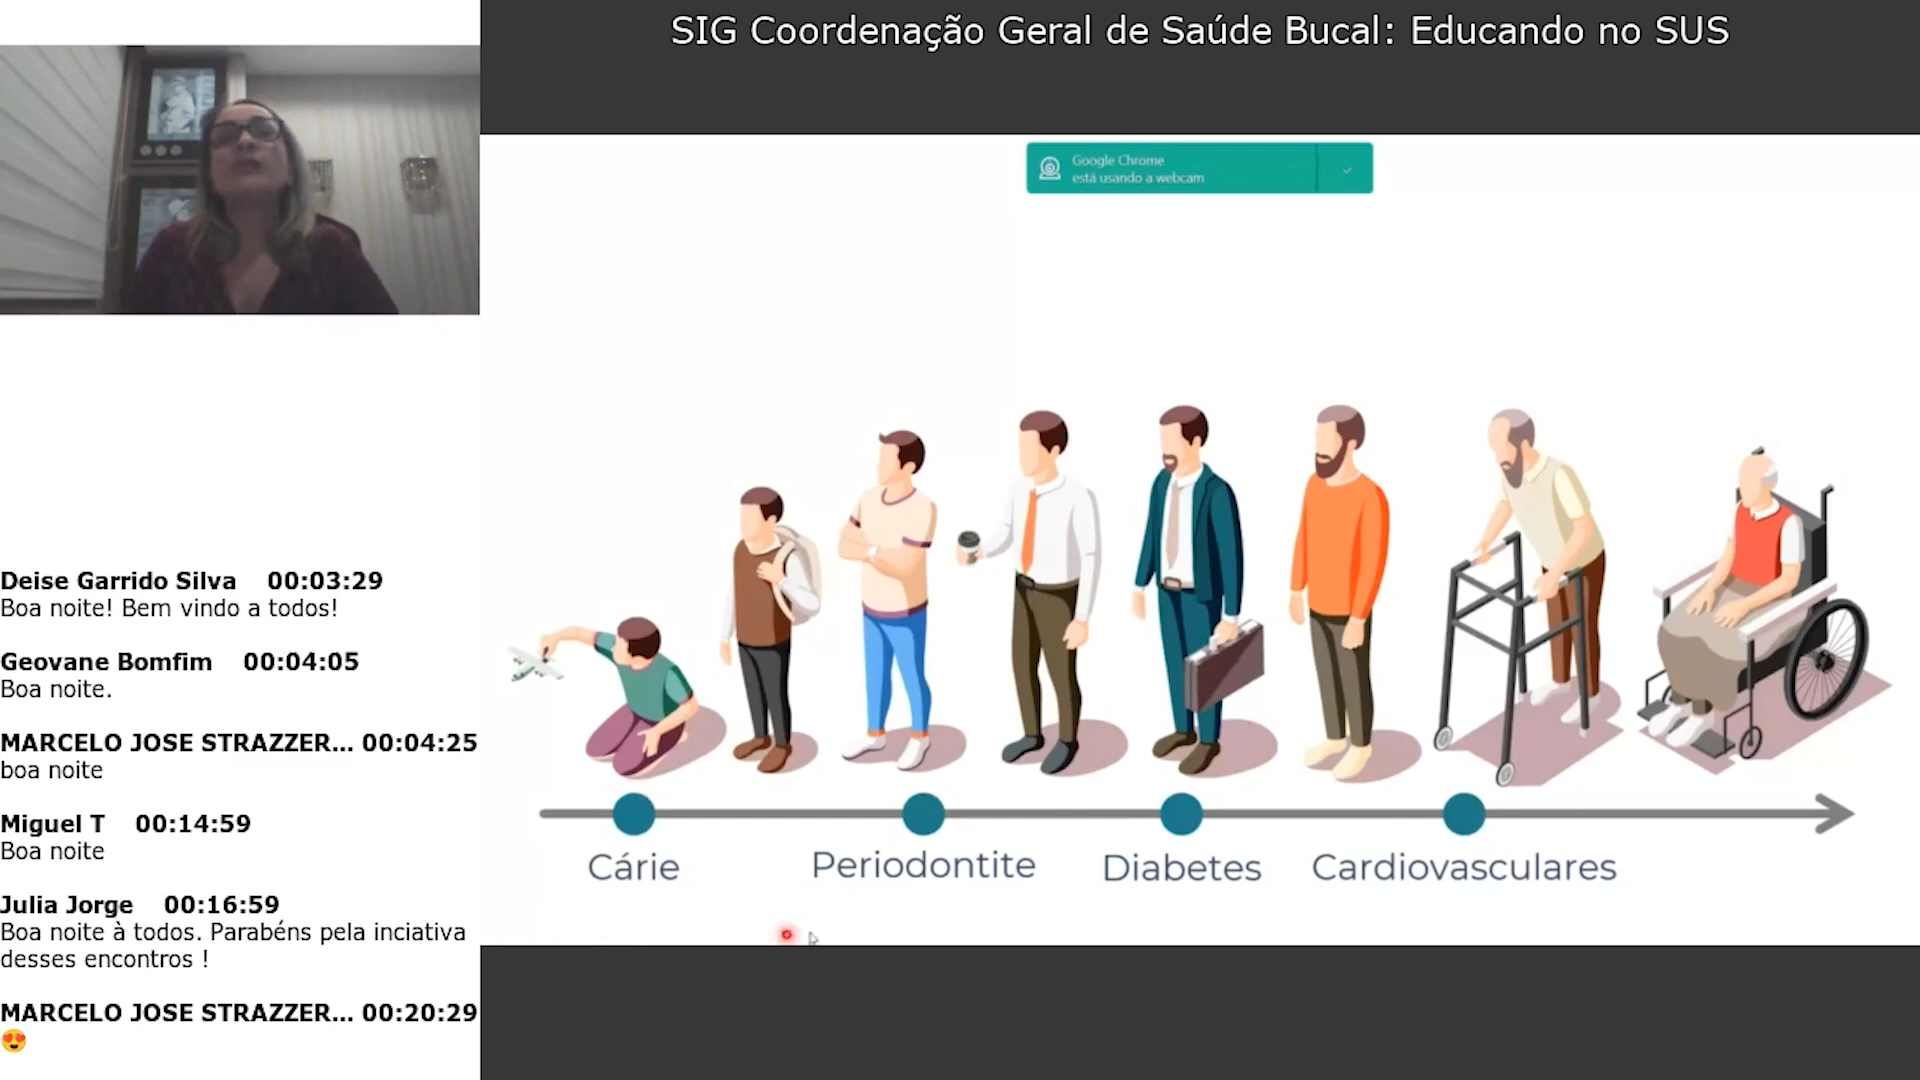 SIG Coordenação Geral de Saúde Bucal: Educando no SUS
Google Chrome
está usando a webcam
Cárie
Periodontite
Diabetes
Cardiovasculares
Deise Garrido Silva 00:03:29
Boa noite! Bem vindo a todos!
Geovane Bomfim 00:04:05
Boa noite.
MARCELO JOSE STRAZZER... 00:04:25
boa noite
Miguel T 00:14:59
Boa noite
Julia Jorge 00:16:59
Boa noite à todos. Parabéns pela inciativa
desses encontros !
MARCELO JOSE STRAZZER... 00:20:29
😍